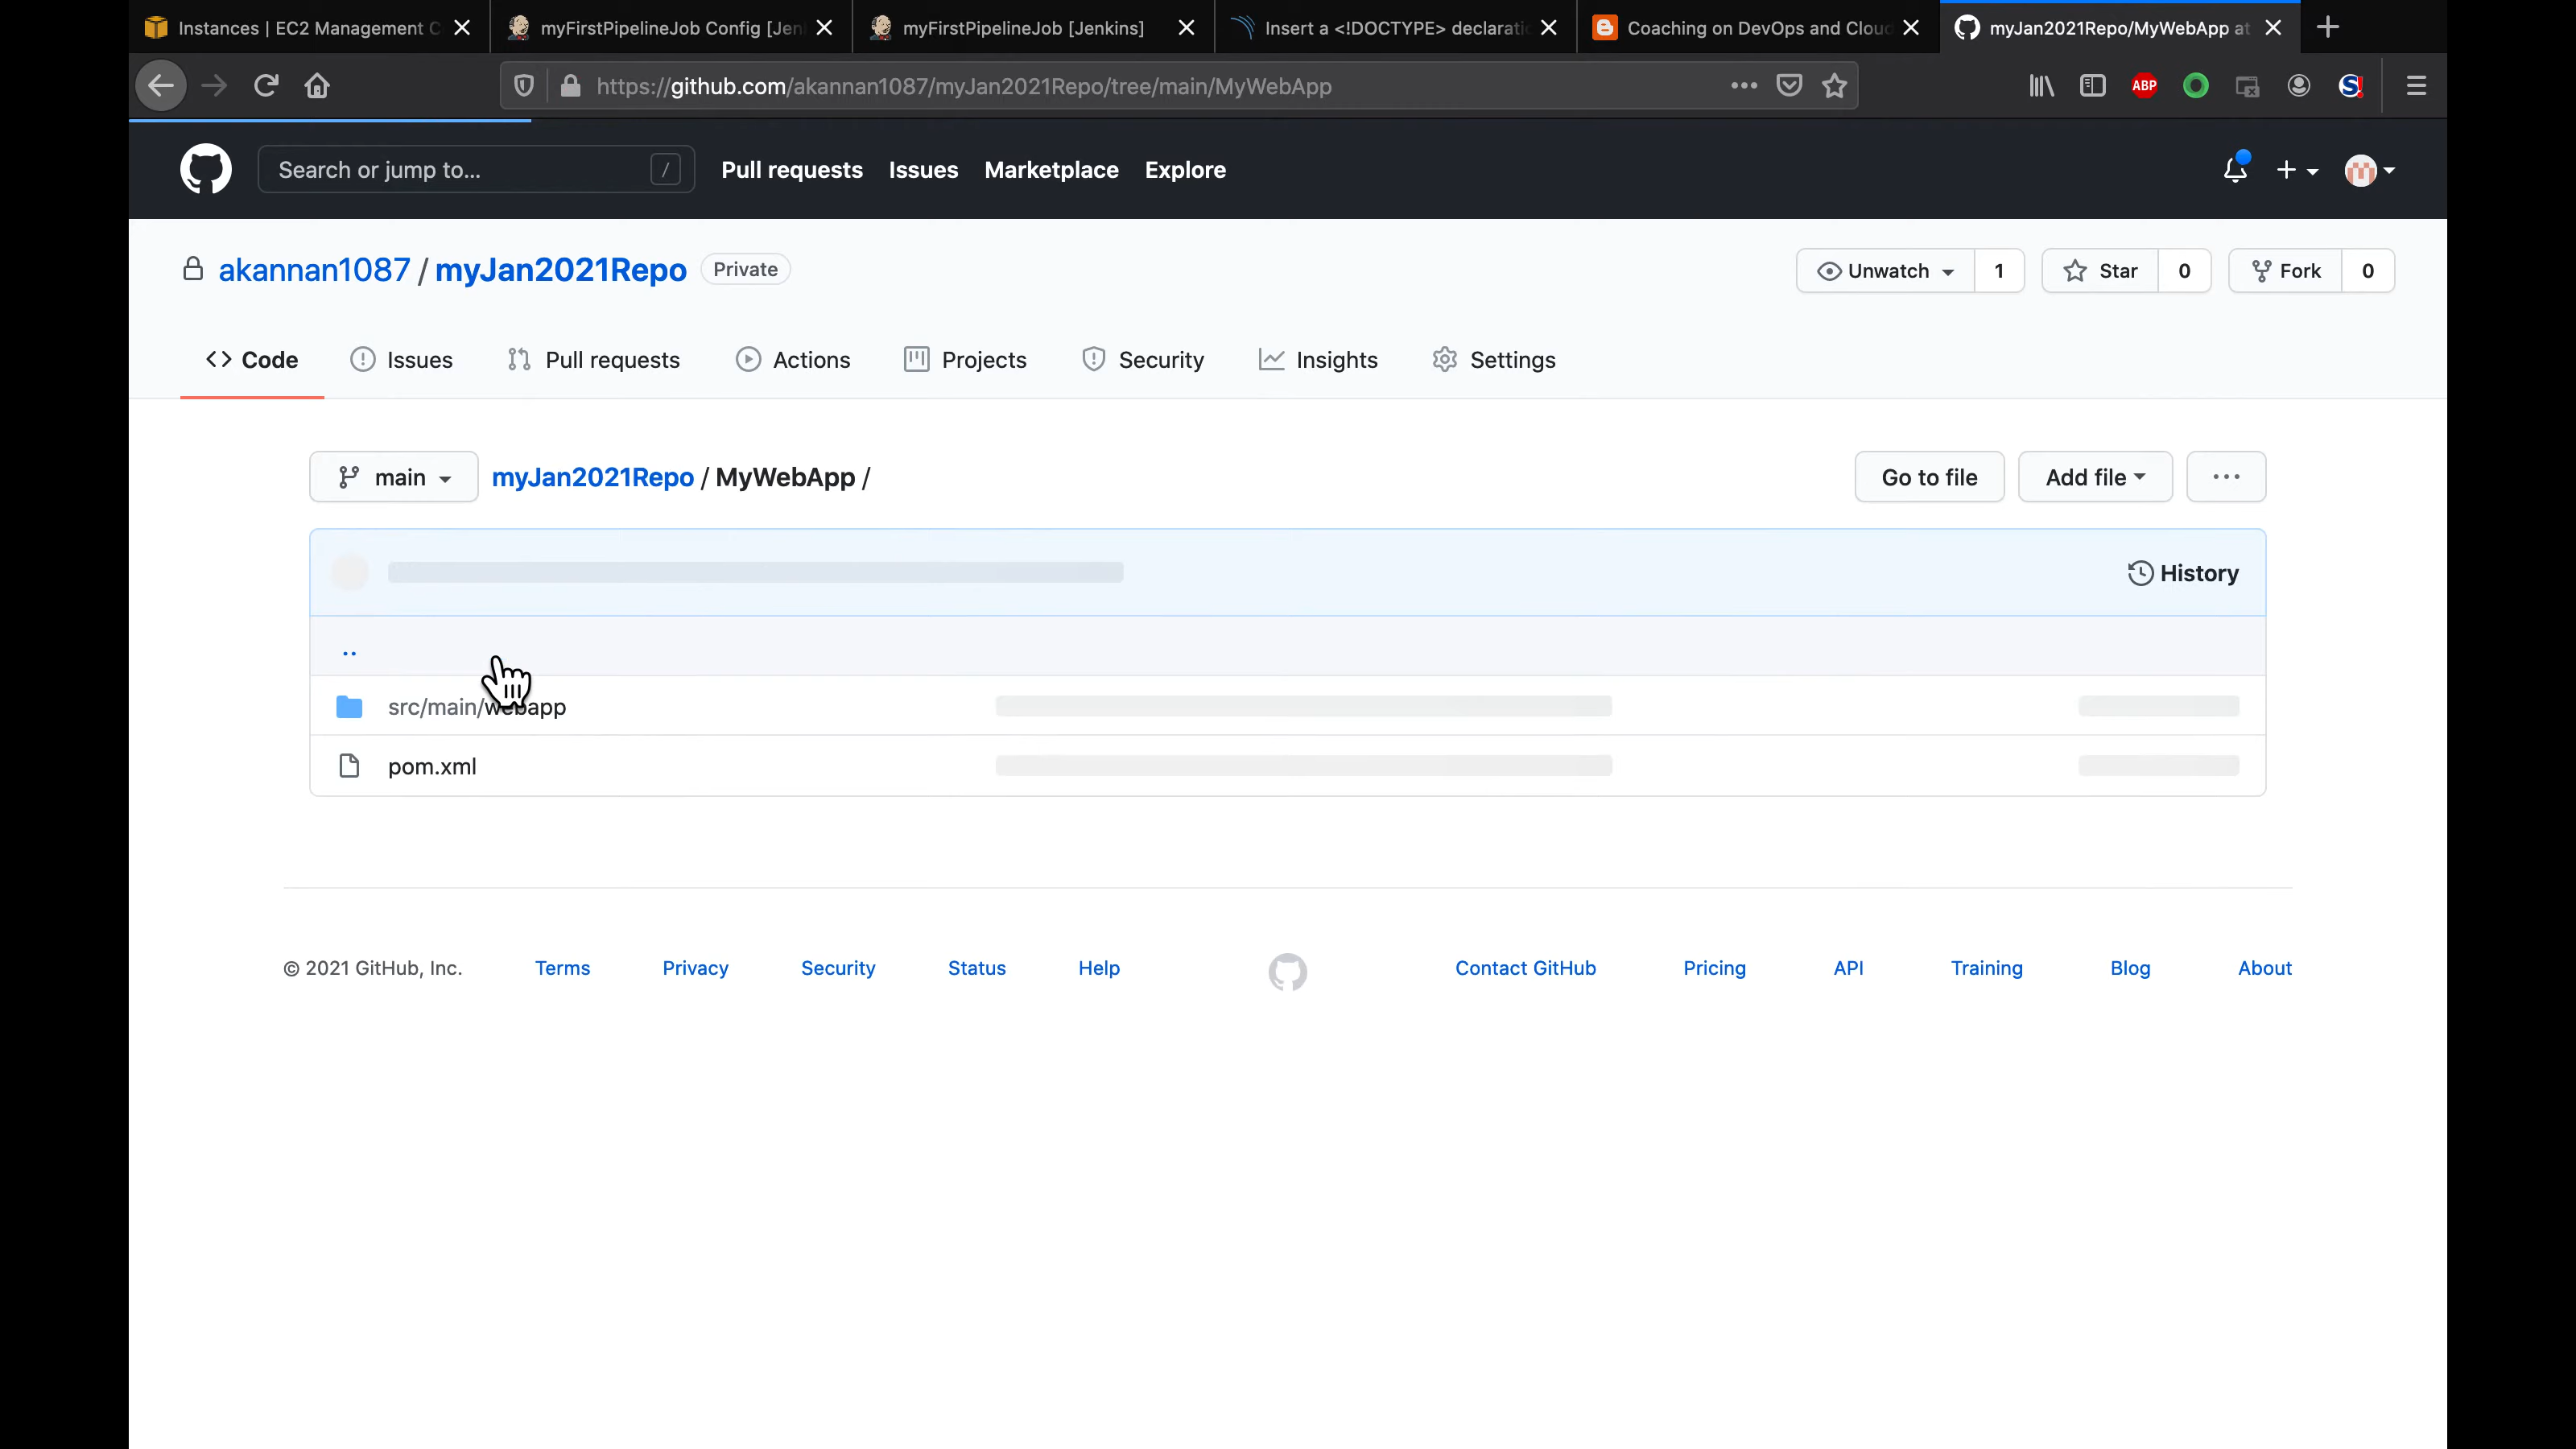 Instances | EC2 Management C
myFirstPipelineJob Config [Jen
myFirstPipelineJob [Jenkins]
Insert a <!DOCTYPE> declarati
Coaching on DevOps and Clou
myJan2021Repo/MyWebApp at
https://github.com/akannan1087/myJan2021Repo/tree/main/MyWebApp
ABP
Search or jump to... /
Pull requests
Issues
Marketplace
Explore
akannan1087 / myJan2021Repo Private
Unwatch 1
Star 0
Fork 0
Code
Issues
Pull requests
Actions
Projects
Security
Insights
Settings
main
myJan2021Repo / MyWebApp /
Go to file
Add file
History
..
src/main/webapp
pom.xml
© 2021 GitHub, Inc.
Terms
Privacy
Security
Status
Help
Contact GitHub
Pricing
API
Training
Blog
About